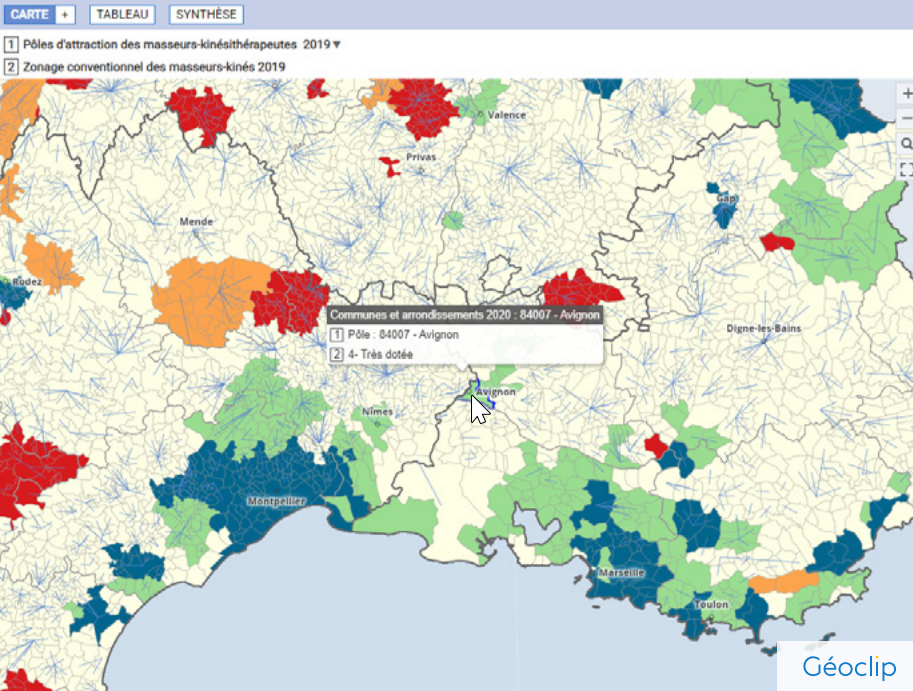 CARTE + TABLEAU SYNTHÈSE
1 Pôles d'attraction des masseurs-kinésithérapeutes 2019 ▼
2 Zonage conventionnel des masseurs-kinés 2019
Valence
Privas
Mende
Gap
Rodez
Communes et arrondissements 2020 : 84007 - Avignon
1 Pôle : 84007 - Avignon
2 4- Très dotée
Digne-les-Bains
Avignon
Nîmes
Montpellier
Marseille
Toulon
Géoclip